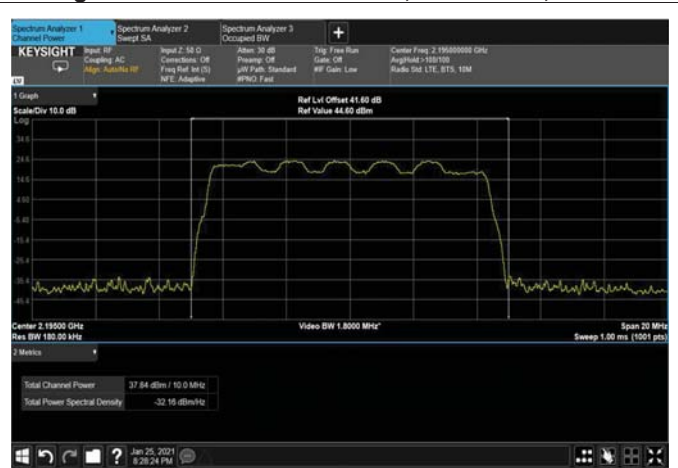 Spectrum Analyzer 1
Channel Power
Spectrum Analyzer 2
Swept SA
Spectrum Analyzer 3
Occupied BW
+
KEYSIGHT
Input: RF
Coupling: AC
Align: Auto/No RF
Input Z: 50 Ω
Corrections: Off
Freq Ref: Int (S)
NFE: Adaptive
Atten: 30 dB
Preamp: Off
µW Path: Standard
#PNO: Fast
Trig: Free Run
Gate: Off
#IF Gain: Low
Center Freq: 2.195000000 GHz
Avg|Hold:>100/100
Radio Std: LTE, BTS, 10M
1 Graph
Scale/Div 10.0 dB
Ref Lvl Offset 41.60 dB
Ref Value 44.60 dBm
Log
34.6
24.6
14.6
4.60
-5.40
-15.4
-25.4
-35.4
-45.4
Center 2.19500 GHz
Res BW 180.00 kHz
Video BW 1.8000 MHz*
Span 20 MHz
Sweep 1.00 ms (1001 pts)
2 Metrics
Total Channel Power 37.84 dBm / 10.0 MHz
Total Power Spectral Density -32.16 dBm/Hz
?
Jan 25, 2021
8:28:24 PM